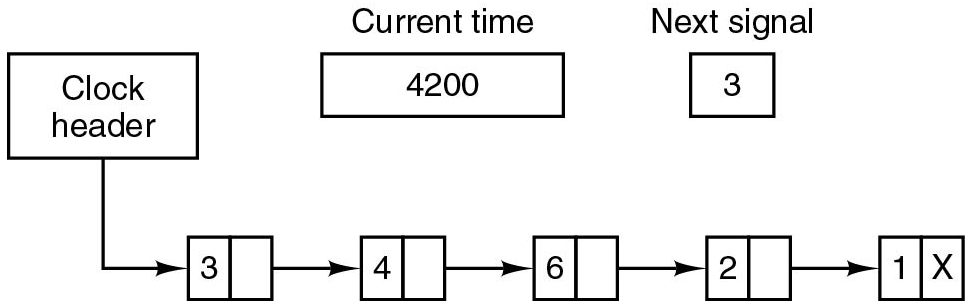 Current time
Next signal
Clock
header
4200
3
3
4
6
2
1 X